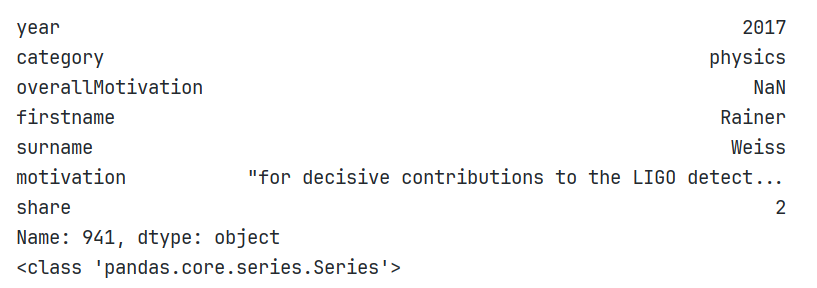 year 2017
category physics
overallMotivation NaN
firstname Rainer
surname Weiss
motivation "for decisive contributions to the LIGO detect...
share 2
Name: 941, dtype: object
<class 'pandas.core.series.Series'>